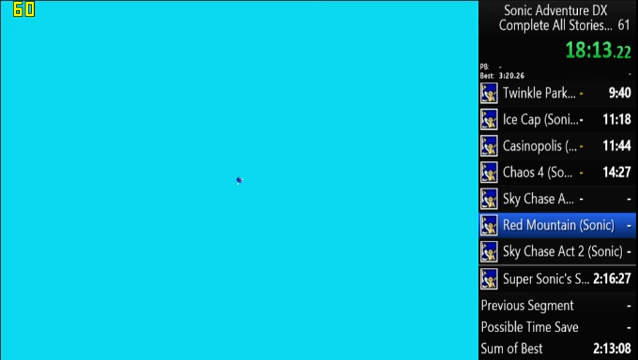 60
Sonic Adventure DX
Complete All Stories... 61
18:13.22
PB: -
Best: 3:20.26 -
Twinkle Park... - 9:40
Ice Cap (Soni...- 11:18
Casinopolis (... - 11:44
Chaos 4 (So... - 14:27
Sky Chase A... - -
Red Mountain (Sonic) -
Sky Chase Act 2 (Sonic) -
Super Sonic's S... 2:16:27
Previous Segment -
Possible Time Save -
Sum of Best 2:13:08